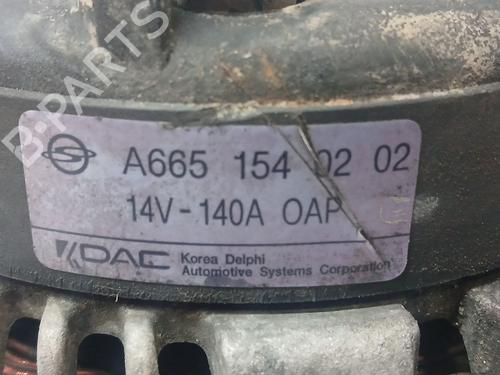 B-PARTS
A665 154 02 02
14V-140A OAP
KDAC Korea Delphi
Automotive Systems Corporation